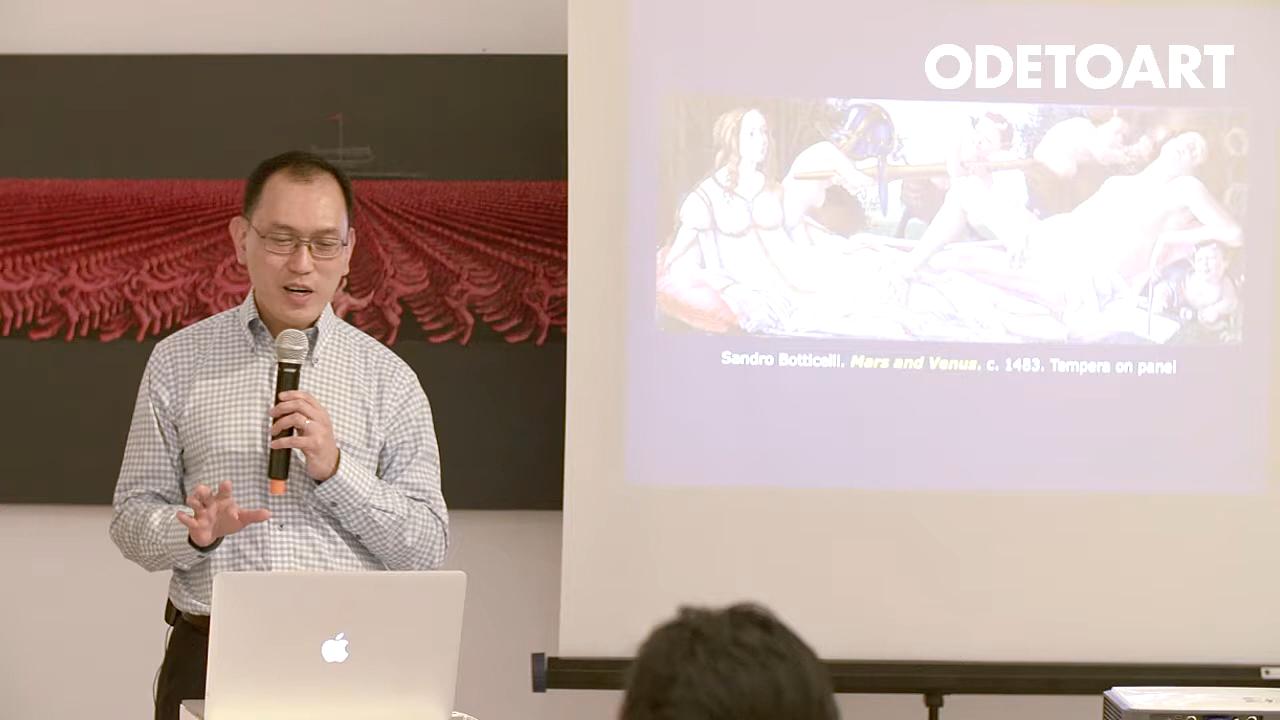 ODETOART
Sandro Botticelli, Mars and Venus, c. 1483. Tempera on panel